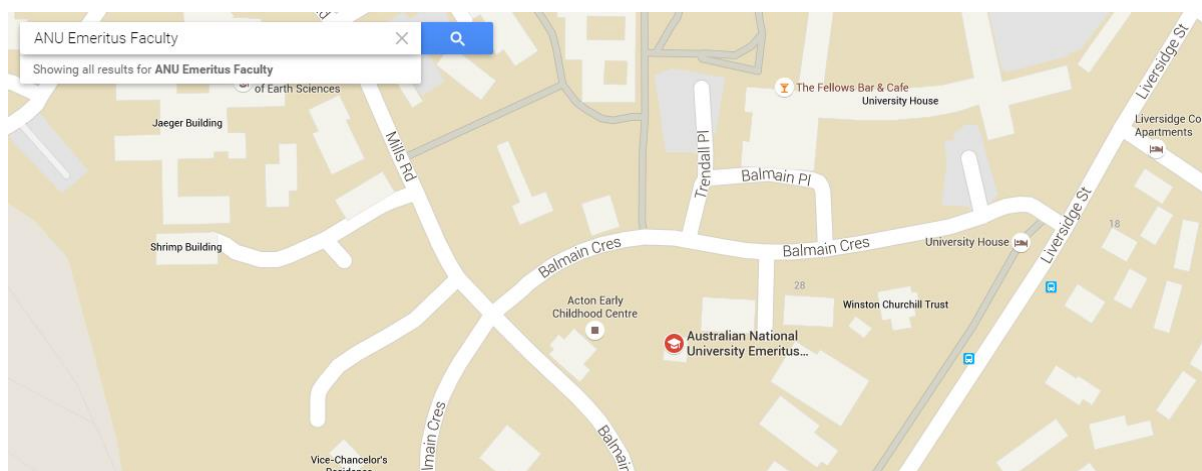 ANU Emeritus Faculty
Showing all results for ANU Emeritus Faculty
of Earth Sciences
Jaeger Building
Mills Rd
Shrimp Building
The Fellows Bar & Cafe
University House
Liversidge St
Liversidge Co
Apartments
Trendall Pl
Balmain Pl
Balmain Cres
Balmain Cres
University House
Liversidge St
18
28
Acton Early
Childhood Centre
Winston Churchill Trust
Australian National
University Emeritus...
lmain Cres
Balmain
Vice-Chancelor's